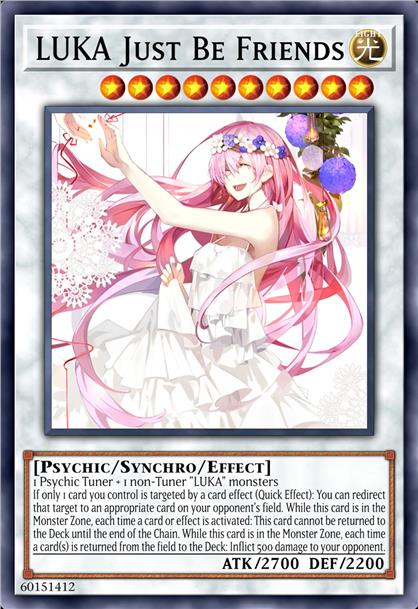 LUKA JUST BE FRIENDS
LIGHT
光
[PSYCHIC/SYNCHRO/EFFECT]
1 Psychic Tuner + 1 non-Tuner "LUKA" monsters
If only 1 card you control is targeted by a card effect (Quick Effect): You can redirect
that target to an appropriate card on your opponent's field. While this card is in the
Monster Zone, each time a card or effect is activated: This card cannot be returned to
the Deck until the end of the Chain. While this card is in the Monster Zone, each time
a card(s) is returned from the field to the Deck: Inflict 500 damage to your opponent.
ATK/2700 DEF/2200
60151412